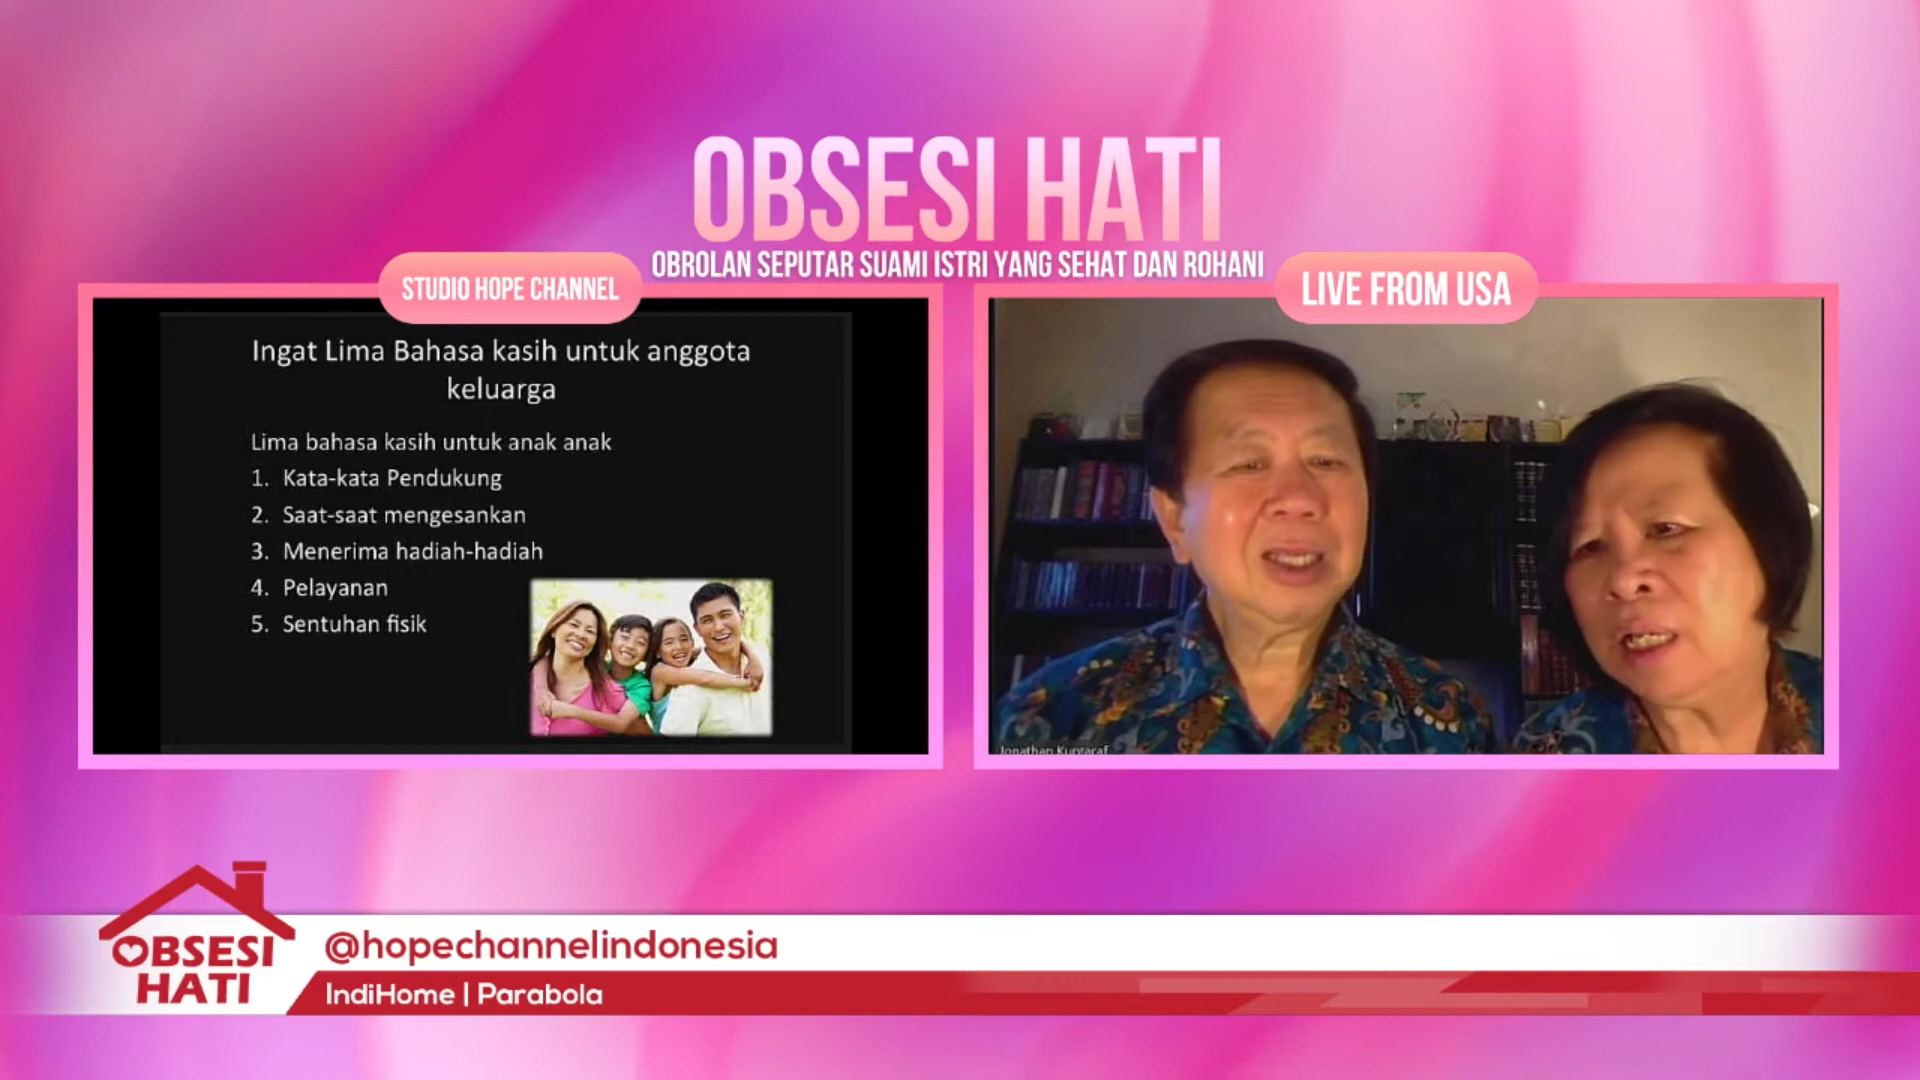 OBSESI HATI
OBROLAN SEPUTAR SUAMI ISTRI YANG SEHAT DAN ROHANI
STUDIO HOPE CHANNEL
LIVE FROM USA
Ingat Lima Bahasa kasih untuk anggota
keluarga
Lima bahasa kasih untuk anak anak
1. Kata-kata Pendukung
2. Saat-saat mengesankan
3. Menerima hadiah-hadiah
4. Pelayanan
5. Sentuhan fisik
Jonathan Kuntaraf
OBSESI
HATI
@hopechannelindonesia
IndiHome | Parabola